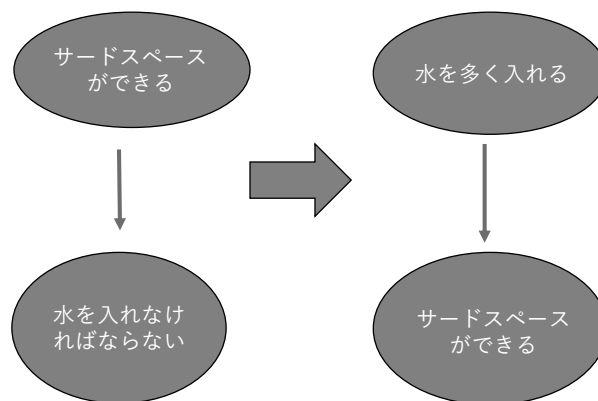 サードスペース
ができる
水を多く入れる
水を入れなけ
ればならない
サードスペース
ができる